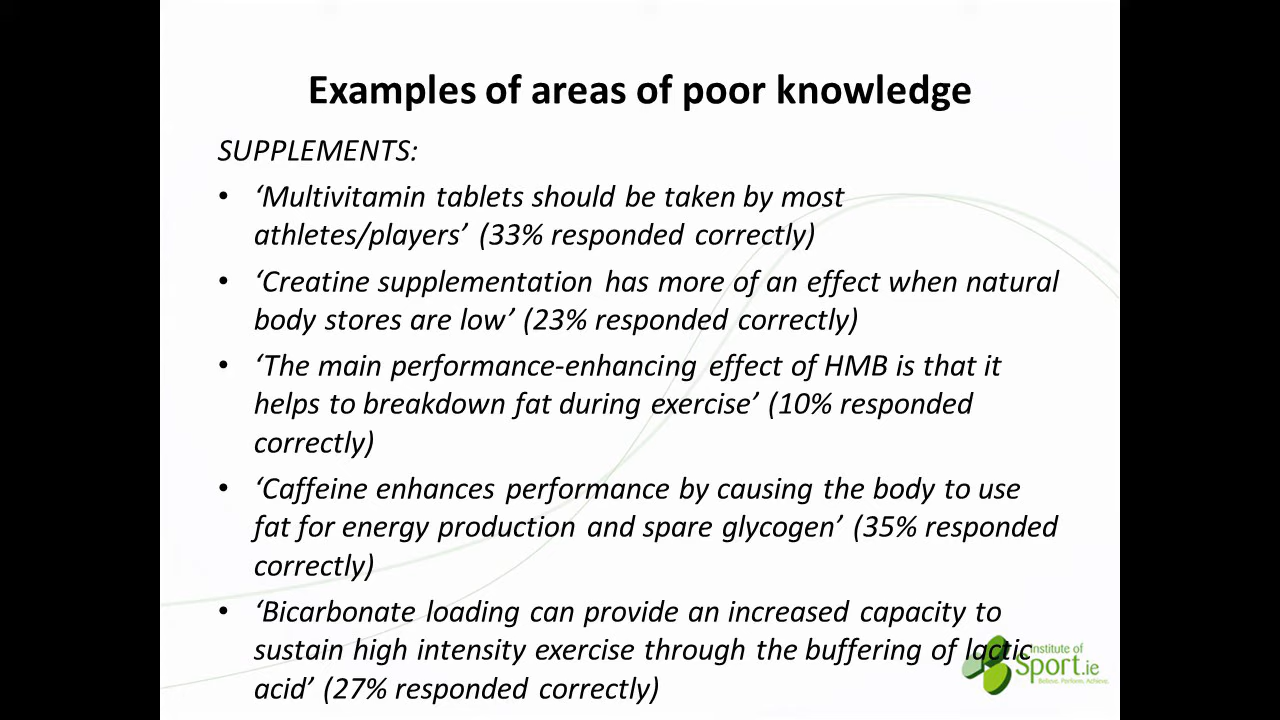 Examples of areas of poor knowledge
SUPPLEMENTS:
• ‘Multivitamin tablets should be taken by most
athletes/players’ (33% responded correctly)
• ‘Creatine supplementation has more of an effect when natural
body stores are low’ (23% responded correctly)
• ‘The main performance-enhancing effect of HMB is that it
helps to breakdown fat during exercise’ (10% responded
correctly)
• ‘Caffeine enhances performance by causing the body to use
fat for energy production and spare glycogen’ (35% responded
correctly)
• ‘Bicarbonate loading can provide an increased capacity to
sustain high intensity exercise through the buffering of lactic
acid’ (27% responded correctly)
Institute of
Sport.ie
Believe. Perform. Achieve.